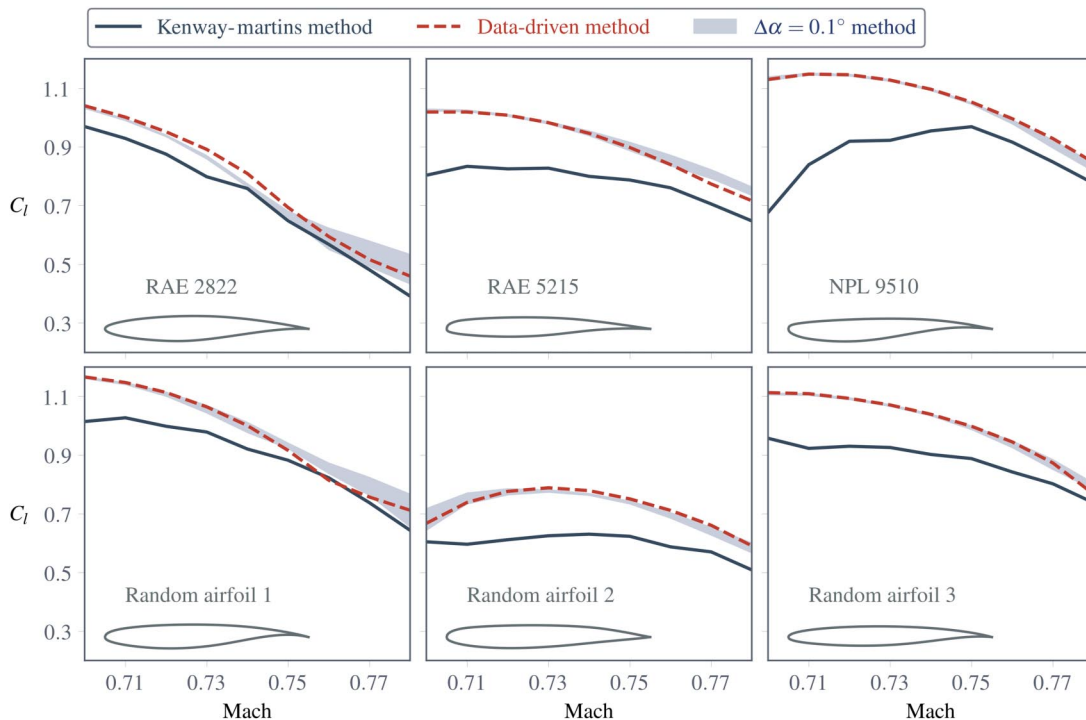 Kenway-martins method Data-driven method Δα = 0.1° method
1.1
0.9
0.7
0.5
0.3
C_l
RAE 2822 RAE 5215 NPL 9510
1.1
0.9
0.7
0.5
0.3
C_l
Random airfoil 1 Random airfoil 2 Random airfoil 3
0.71 0.73 0.75 0.77 0.71 0.73 0.75 0.77 0.71 0.73 0.75 0.77
Mach Mach Mach